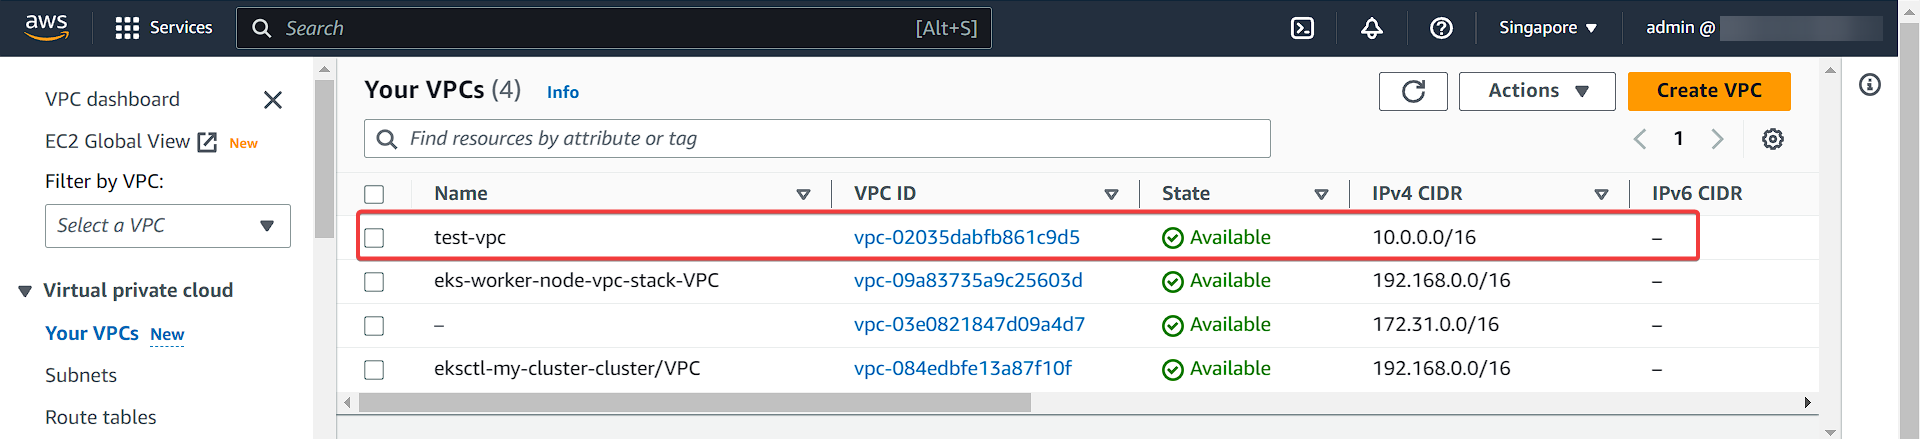 aws Services Search [Alt+S] Singapore admin @
VPC dashboard
EC2 Global View New
Filter by VPC:
Select a VPC
Virtual private cloud
Your VPCs New
Subnets
Route tables
Your VPCs (4) Info Actions Create VPC
Find resources by attribute or tag 1
Name VPC ID State IPv4 CIDR IPv6 CIDR
test-vpc vpc-02035dabfb861c9d5 Available 10.0.0.0/16 –
eks-worker-node-vpc-stack-VPC vpc-09a83735a9c25603d Available 192.168.0.0/16 –
– vpc-03e0821847d09a4d7 Available 172.31.0.0/16 –
eksctl-my-cluster-cluster/VPC vpc-084edbfe13a87f10f Available 192.168.0.0/16 –